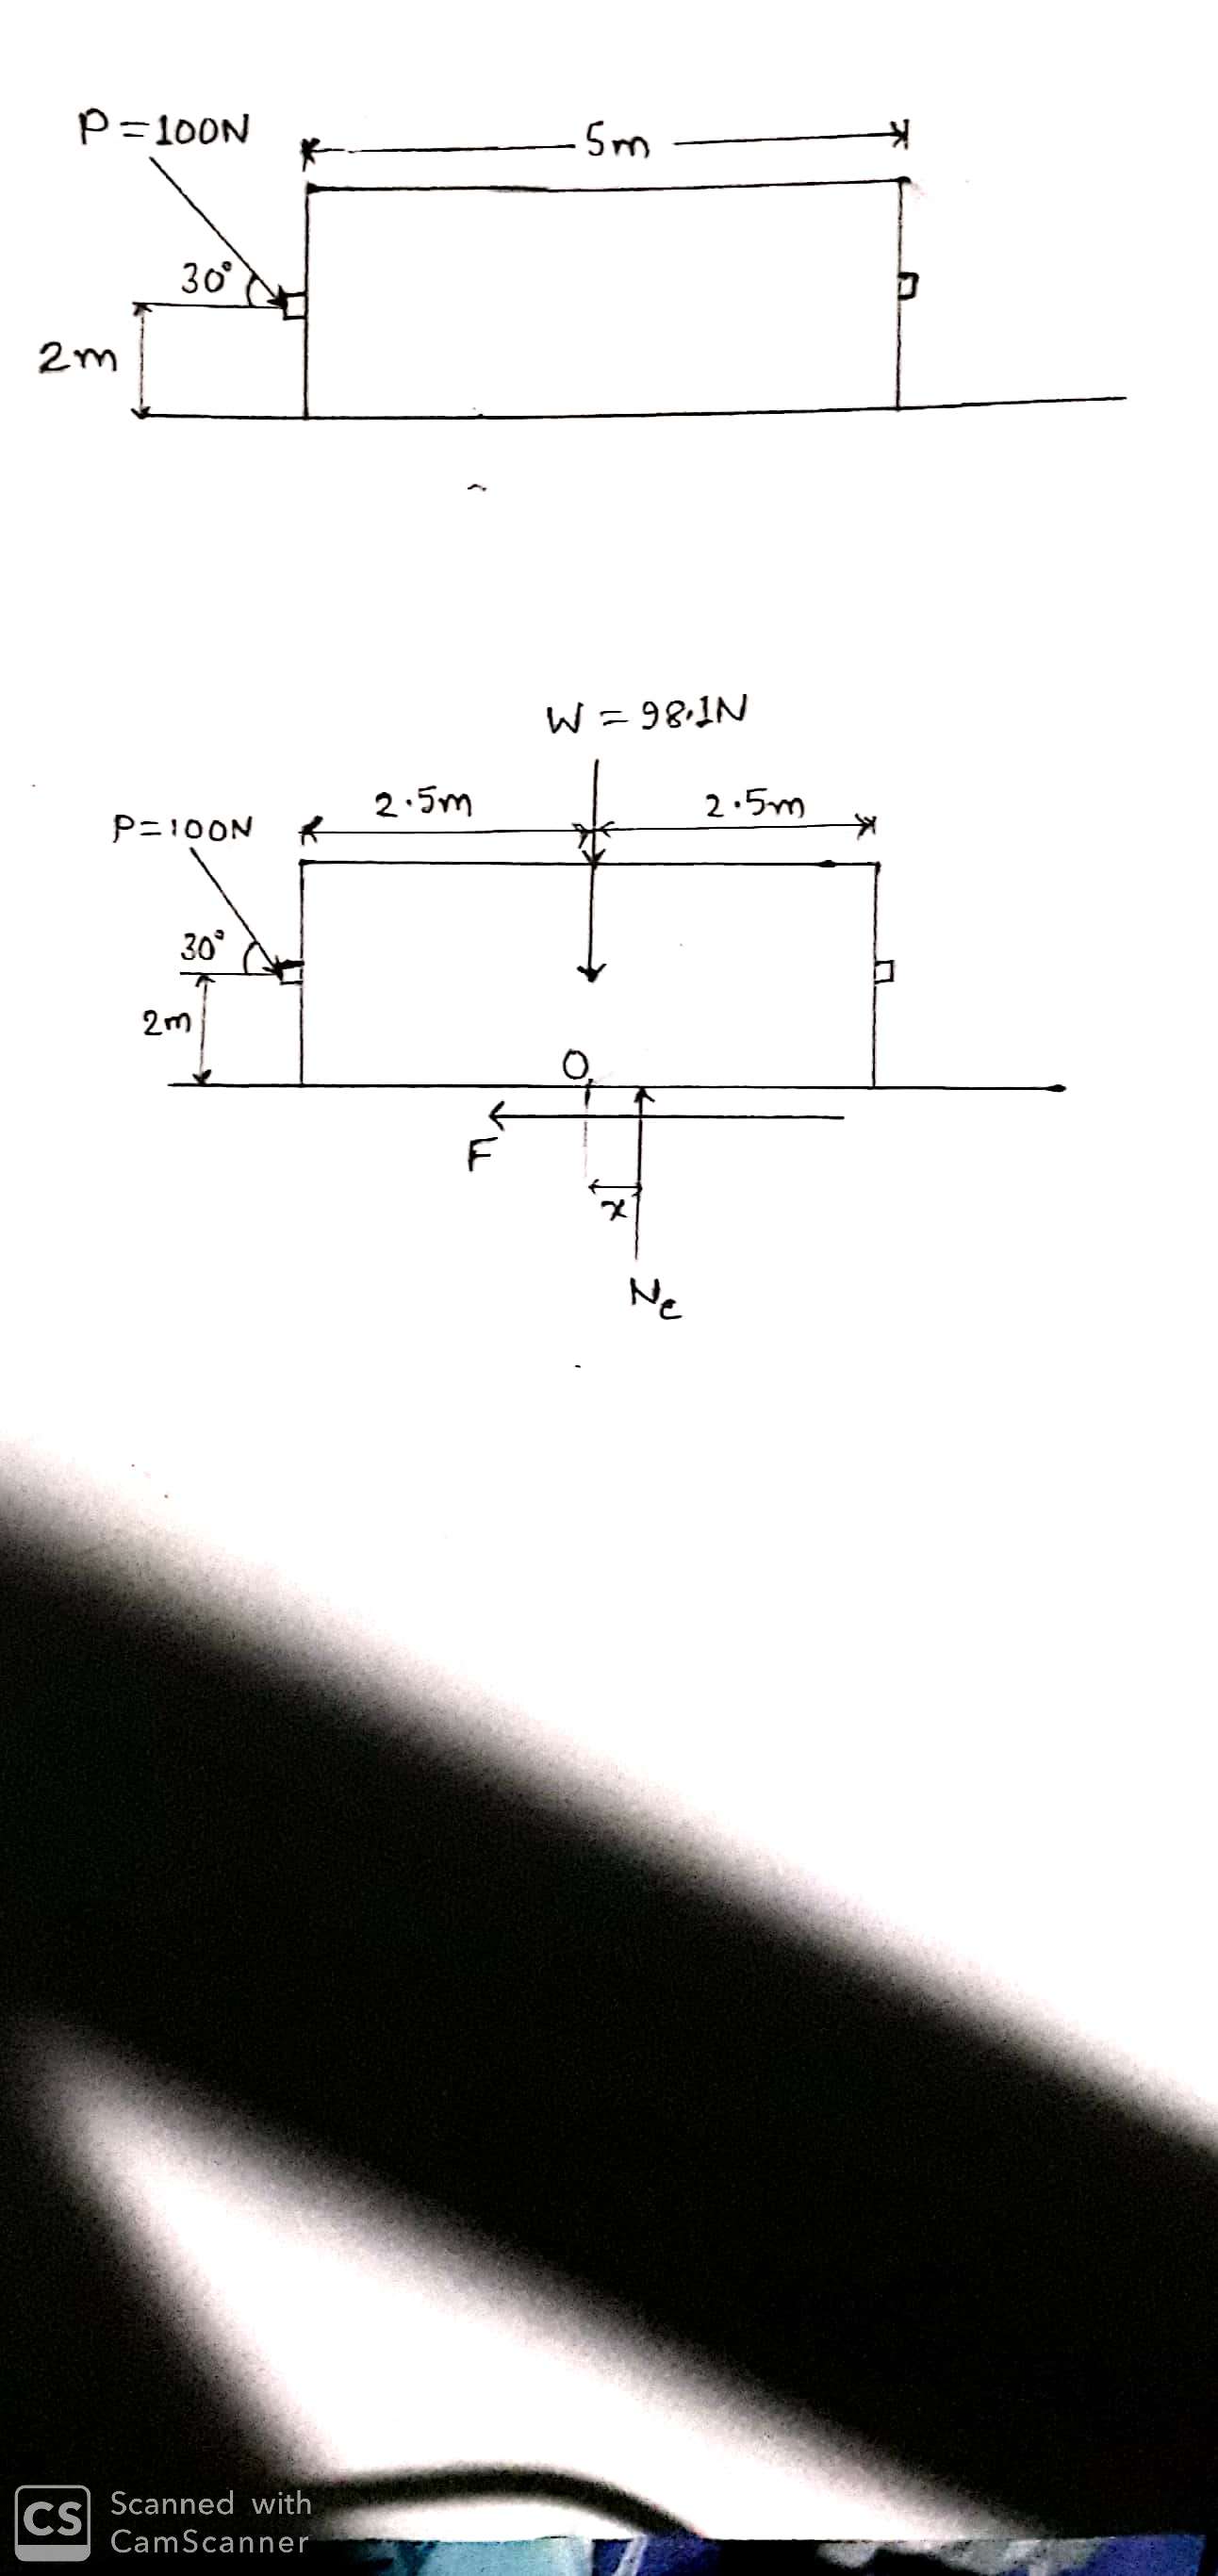 P=100N
5m
30°
2m
W = 98.1N
2.5m
2.5m
P=100N
30°
2m
O
F
x
Nc
CS
Scanned with
CamScanner